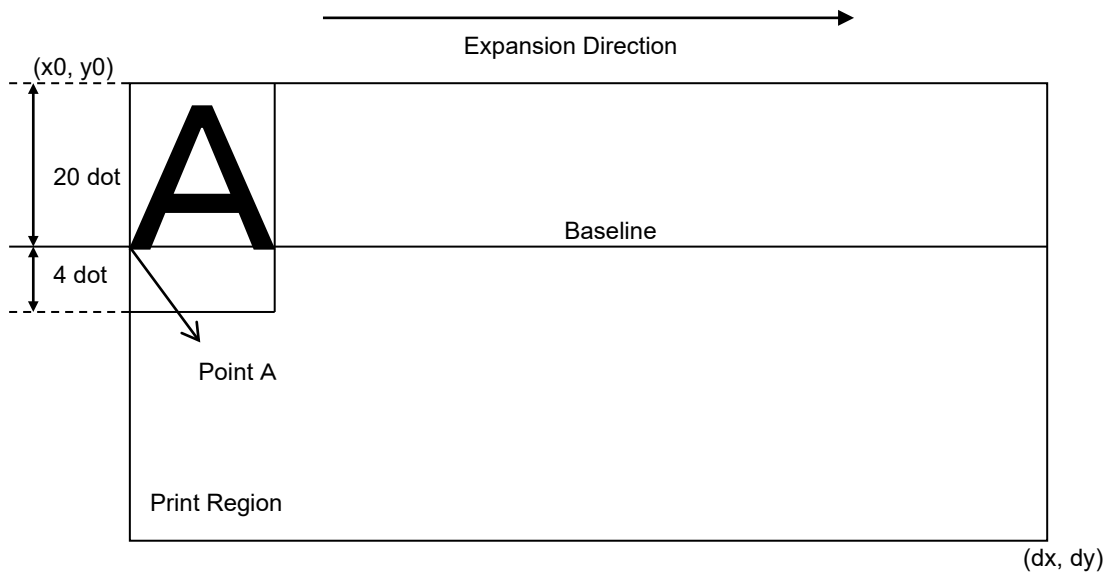 Expansion Direction
(x0, y0)
A
20 dot
Baseline
4 dot
Point A
Print Region
(dx, dy)